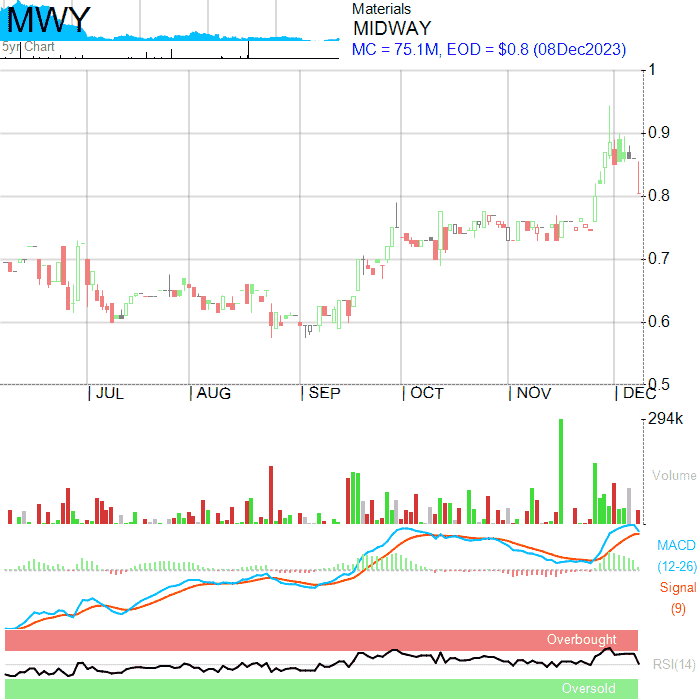 MWY
5yr Chart
Materials
MIDWAY
MC = 75.1M, EOD = $0.8 (08Dec2023)
1
0.9
0.8
0.7
0.6
0.5
JUL AUG SEP OCT NOV DEC
294k
Volume
MACD
(12-26)
Signal
(9)
Overbought
RSI(14)
Oversold